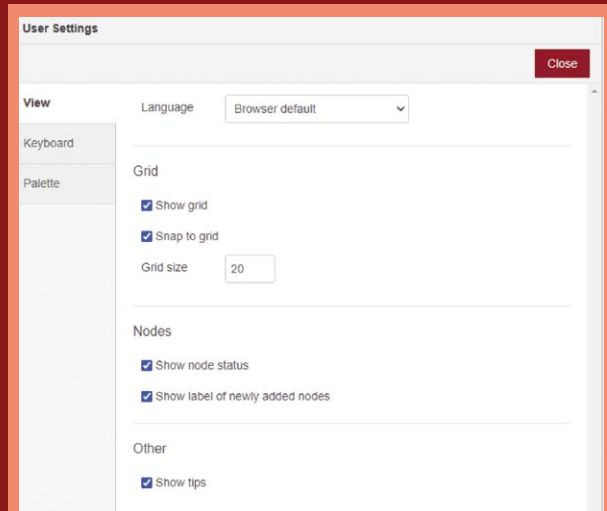 User Settings
Close
View
Language
Browser default
Keyboard
Palette
Grid
Show grid
Snap to grid
Grid size
20
Nodes
Show node status
Show label of newly added nodes
Other
Show tips